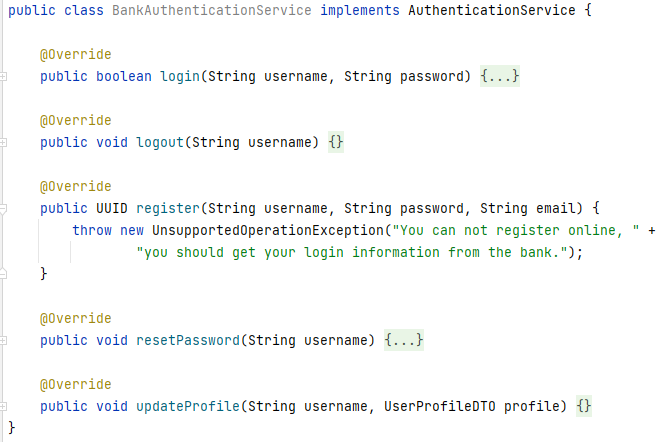 public class BankAuthenticationService implements AuthenticationService {
@Override
public boolean login(String username, String password) {...}
@Override
public void logout(String username) {}
@Override
public UUID register(String username, String password, String email) {
throw new UnsupportedOperationException("You can not register online, " +
"you should get your login information from the bank.");
}
@Override
public void resetPassword(String username) {...}
@Override
public void updateProfile(String username, UserProfileDTO profile) {}
}